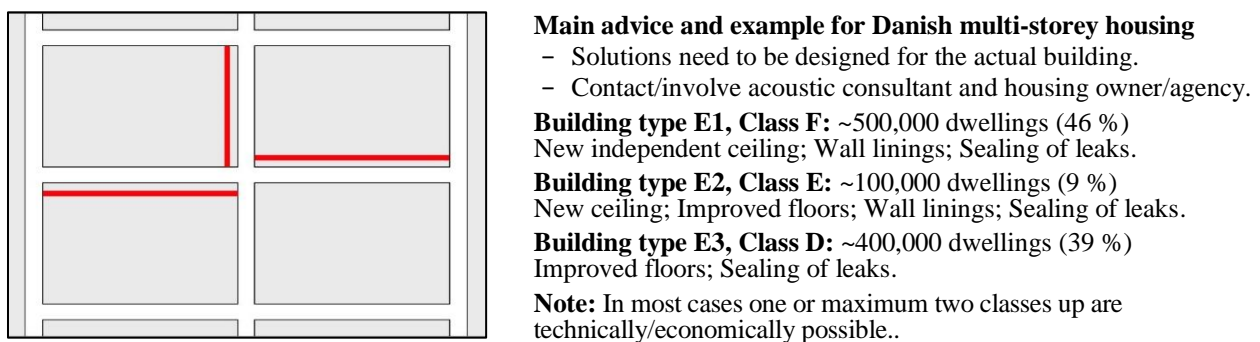 Main advice and example for Danish multi-storey housing
– Solutions need to be designed for the actual building.
– Contact/involve acoustic consultant and housing owner/agency.
Building type E1, Class F: ~500,000 dwellings (46 %)
New independent ceiling; Wall linings; Sealing of leaks.
Building type E2, Class E: ~100,000 dwellings (9 %)
New ceiling; Improved floors; Wall linings; Sealing of leaks.
Building type E3, Class D: ~400,000 dwellings (39 %)
Improved floors; Sealing of leaks.
Note: In most cases one or maximum two classes up are
technically/economically possible..